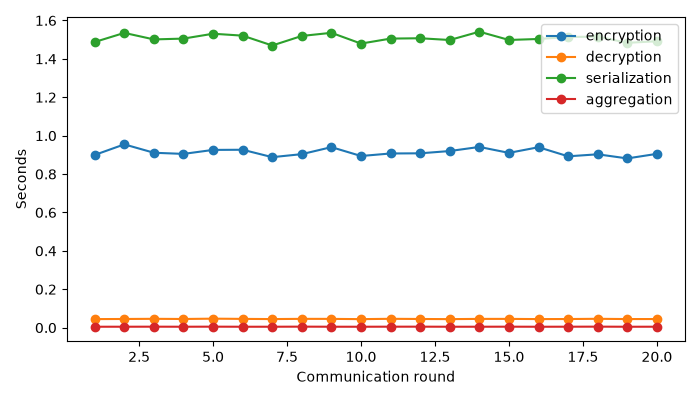 1.6
1.4
1.2
1.0
0.8
0.6
0.4
0.2
0.0
Seconds
encryption
decryption
serialization
aggregation
2.5 5.0 7.5 10.0 12.5 15.0 17.5 20.0
Communication round